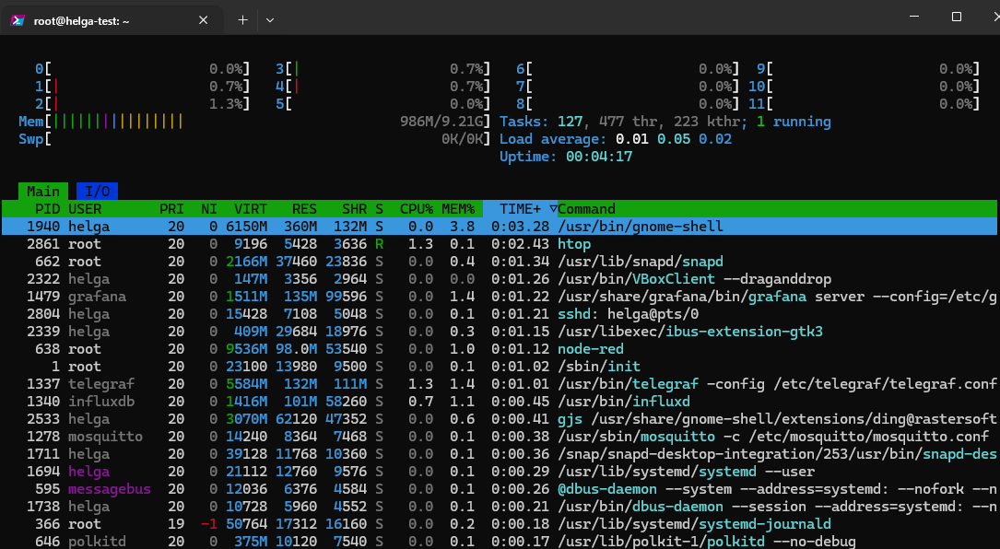 root@helga-test: ~
0[ 0.0%] 3[| 0.7%] 6[ 0.0%] 9[ 0.0%]
1[| 0.7%] 4[| 0.7%] 7[ 0.0%] 10[ 0.0%]
2[| 1.3%] 5[ 0.0%] 8[ 0.0%] 11[ 0.0%]
Mem[|||||||||||||||| 986M/9.21G] Tasks: 127, 477 thr, 223 kthr; 1 running
Swp[ 0K/0K] Load average: 0.01 0.05 0.02
Uptime: 00:04:17
Main I/O
PID USER PRI NI VIRT RES SHR S CPU% MEM% TIME+ ▽Command
1940 helga 20 0 6150M 360M 132M S 0.0 3.8 0:03.28 /usr/bin/gnome-shell
2861 root 20 0 9196 5428 3636 R 1.3 0.1 0:02.43 htop
662 root 20 0 2166M 37460 23836 S 0.0 0.4 0:01.34 /usr/lib/snapd/snapd
2322 helga 20 0 147M 3356 2964 S 0.0 0.0 0:01.26 /usr/bin/VBoxClient --draganddrop
1479 grafana 20 0 1511M 135M 99596 S 0.0 1.4 0:01.22 /usr/share/grafana/bin/grafana server --config=/etc/g
2804 helga 20 0 15428 7108 5048 S 0.0 0.1 0:01.21 sshd: helga@pts/0
2339 helga 20 0 409M 29684 18976 S 0.0 0.3 0:01.15 /usr/libexec/ibus-extension-gtk3
638 root 20 0 9536M 98.0M 53540 S 0.0 1.0 0:01.12 node-red
1 root 20 0 23100 13980 9500 S 0.0 0.1 0:01.02 /sbin/init
1337 telegraf 20 0 5584M 132M 111M S 1.3 1.4 0:01.01 /usr/bin/telegraf -config /etc/telegraf/telegraf.conf
1340 influxdb 20 0 1416M 101M 58260 S 0.7 1.1 0:00.45 /usr/bin/influxd
2533 helga 20 0 3070M 62120 47352 S 0.0 0.6 0:00.41 gjs /usr/share/gnome-shell/extensions/ding@rastersoft
1278 mosquitto 20 0 14240 8364 7468 S 0.0 0.1 0:00.38 /usr/sbin/mosquitto -c /etc/mosquitto/mosquitto.conf
1711 helga 20 0 39128 11768 10360 S 0.0 0.1 0:00.36 /snap/snapd-desktop-integration/253/usr/bin/snapd-des
1694 helga 20 0 21112 12760 9576 S 0.0 0.1 0:00.29 /usr/lib/systemd/systemd --user
595 messagebus 20 0 12036 6376 4584 S 0.0 0.1 0:00.26 @dbus-daemon --system --address=systemd: --nofork --n
1738 helga 20 0 10728 5960 4552 S 0.0 0.1 0:00.21 /usr/bin/dbus-daemon --session --address=systemd: --n
366 root 19 -1 50764 17312 16160 S 0.0 0.2 0:00.18 /usr/lib/systemd/systemd-journald
646 polkitd 20 0 375M 10120 7540 S 0.0 0.1 0:00.17 /usr/lib/polkit-1/polkitd --no-debug